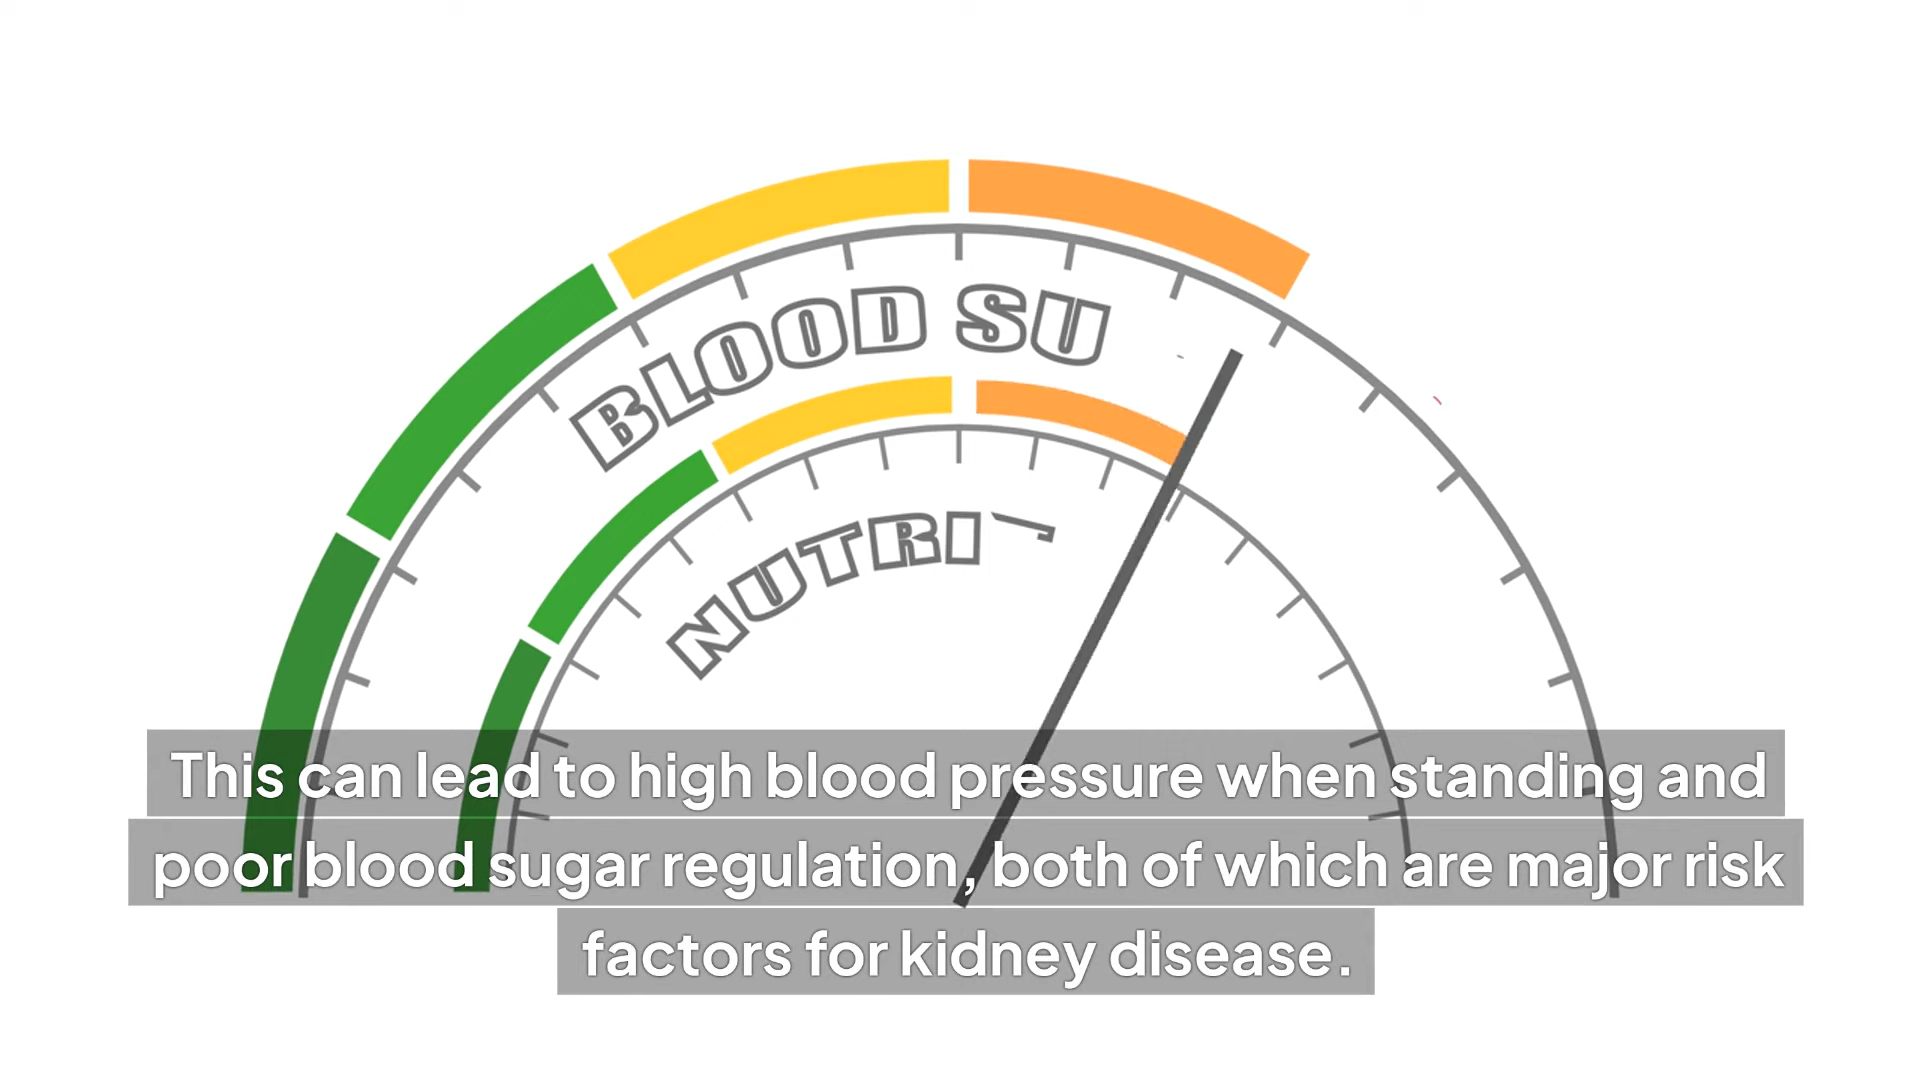 BLOOD SU
NUTRI
This can lead to high blood pressure when standing and
poor blood sugar regulation, both of which are major risk
factors for kidney disease.